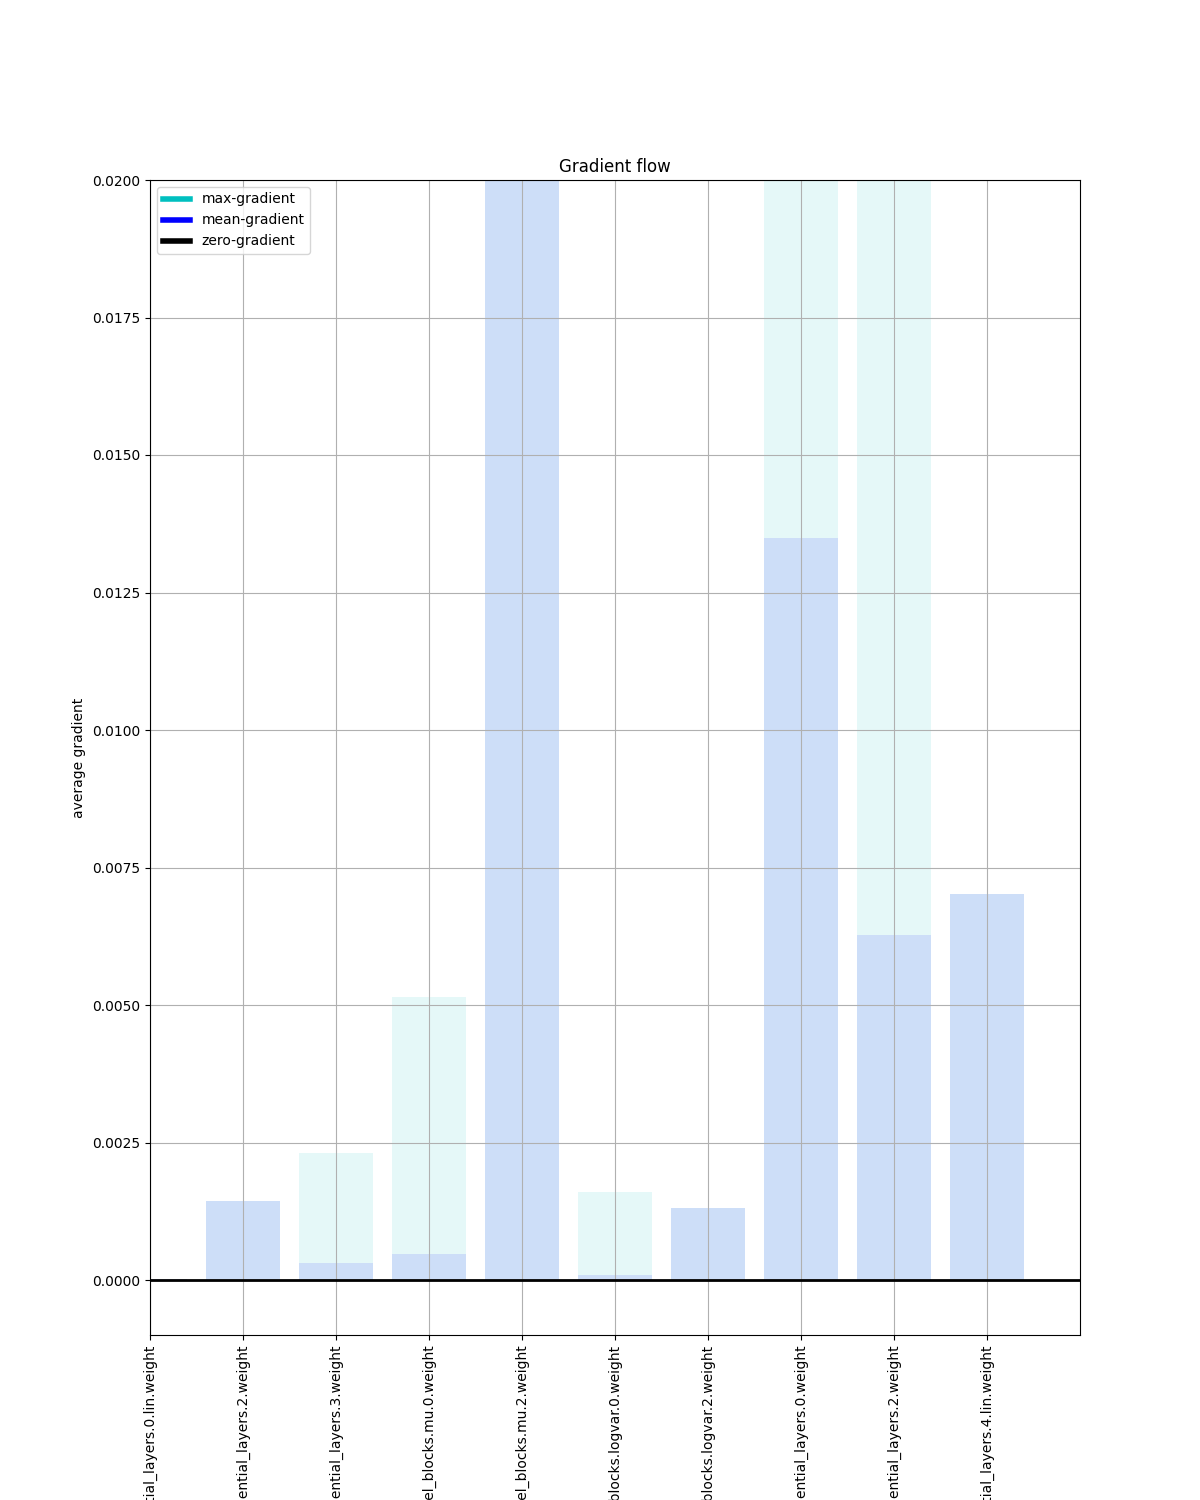 Gradient flow
max-gradient
mean-gradient
zero-gradient
0.0200
0.0175
0.0150
0.0125
0.0100
0.0075
0.0050
0.0025
0.0000
average gradient
tial_layers.0.lin.weight
ential_layers.2.weight
ential_layers.3.weight
el_blocks.mu.0.weight
el_blocks.mu.2.weight
blocks.logvar.0.weight
blocks.logvar.2.weight
ential_layers.0.weight
ential_layers.2.weight
tial_layers.4.lin.weight